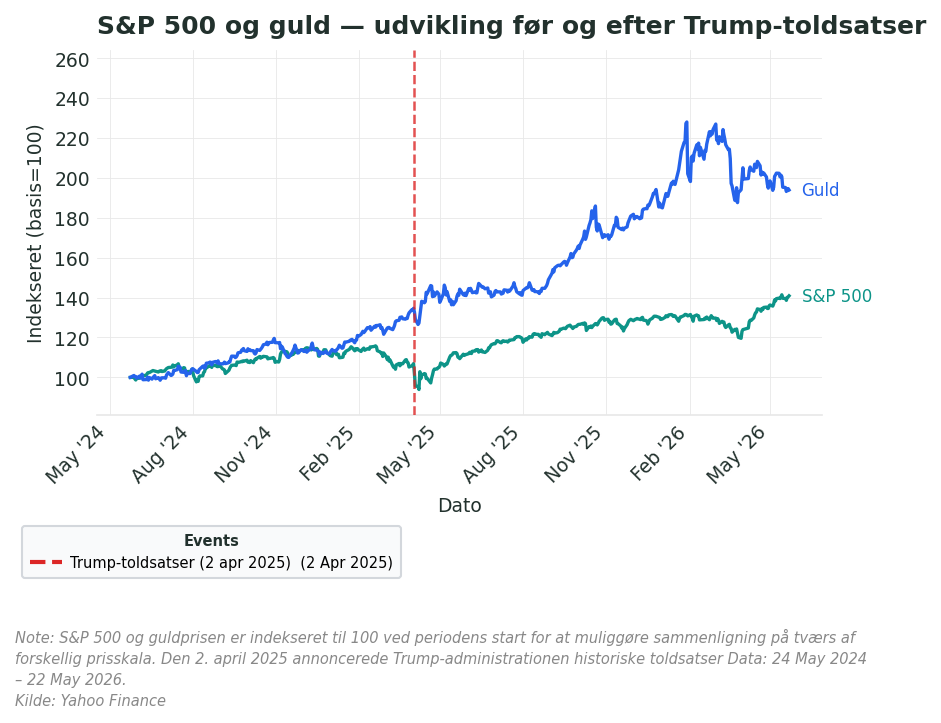 S&P 500 og guld — udvikling før og efter Trump-toldsatser
Indekseret (basis=100)
260
240
220
200
180
160
140
120
100
Guld
S&P 500
May '24
Aug '24
Nov '24
Feb '25
May '25
Aug '25
Nov '25
Feb '26
May '26
Dato
Events
Trump-toldsatser (2 apr 2025)  (2 Apr 2025)
Note: S&P 500 og guldprisen er indekseret til 100 ved periodens start for at muliggøre sammenligning på tværs af
forskellig prisskala. Den 2. april 2025 annoncerede Trump-administrationen historiske toldsatser Data: 24 May 2024
– 22 May 2026.
Kilde: Yahoo Finance